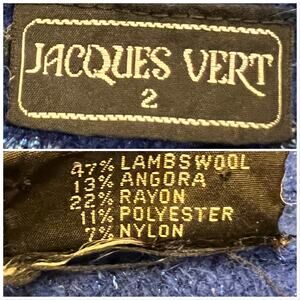 JACQUES VERT
2
47% LAMBSWOOL
13% ANGORA
22% RAYON
11% POLYESTER
7% NYLON